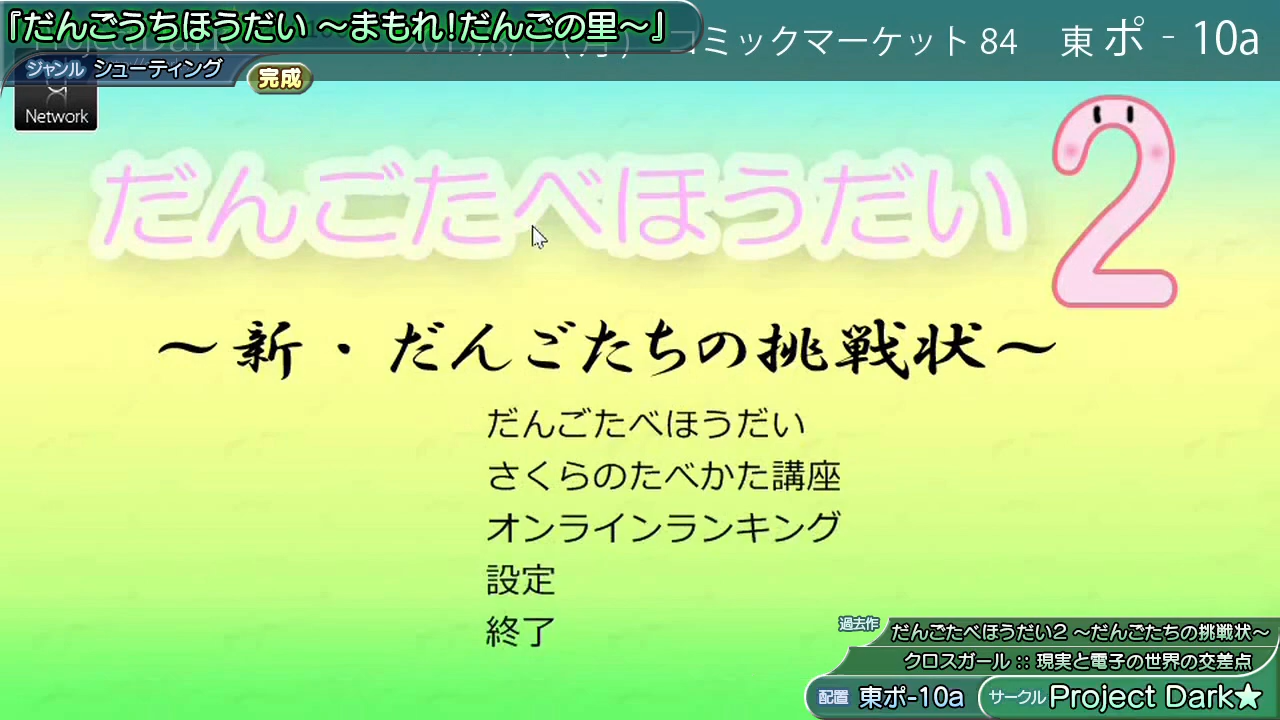 『だんごうちほうだい ～まもれ！だんごの里～』
コミックマーケット 84 東 ポ - 10a
ジャンル シューティング
完成
Network
だんごたべほうだい 2
～新・だんごたちの挑戦状～
だんごたべほうだい
さくらのたべかた講座
オンラインランキング
設定
終了
過去作 だんごたべほうだい2 ～だんごたちの挑戦状～
クロスガール :: 現実と電子の世界の交差点
配置 東ポ-10a サークル Project Dark★